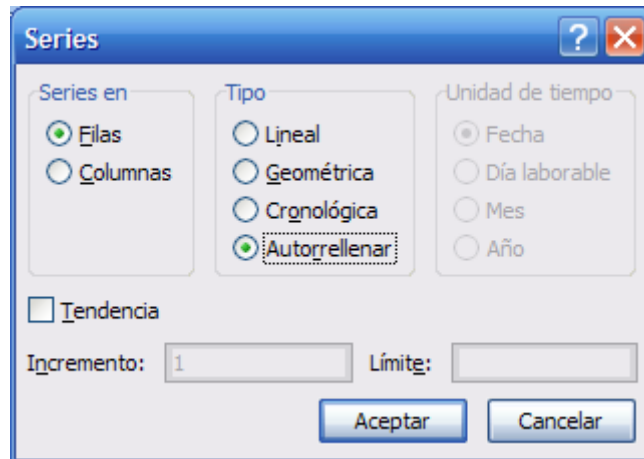 Series
Series en
Filas
Columnas
Tipo
Lineal
Geométrica
Cronológica
Autorrellenar
Unidad de tiempo
Fecha
Día laborable
Mes
Año
Tendencia
Incremento: 1 Límite:
Aceptar Cancelar